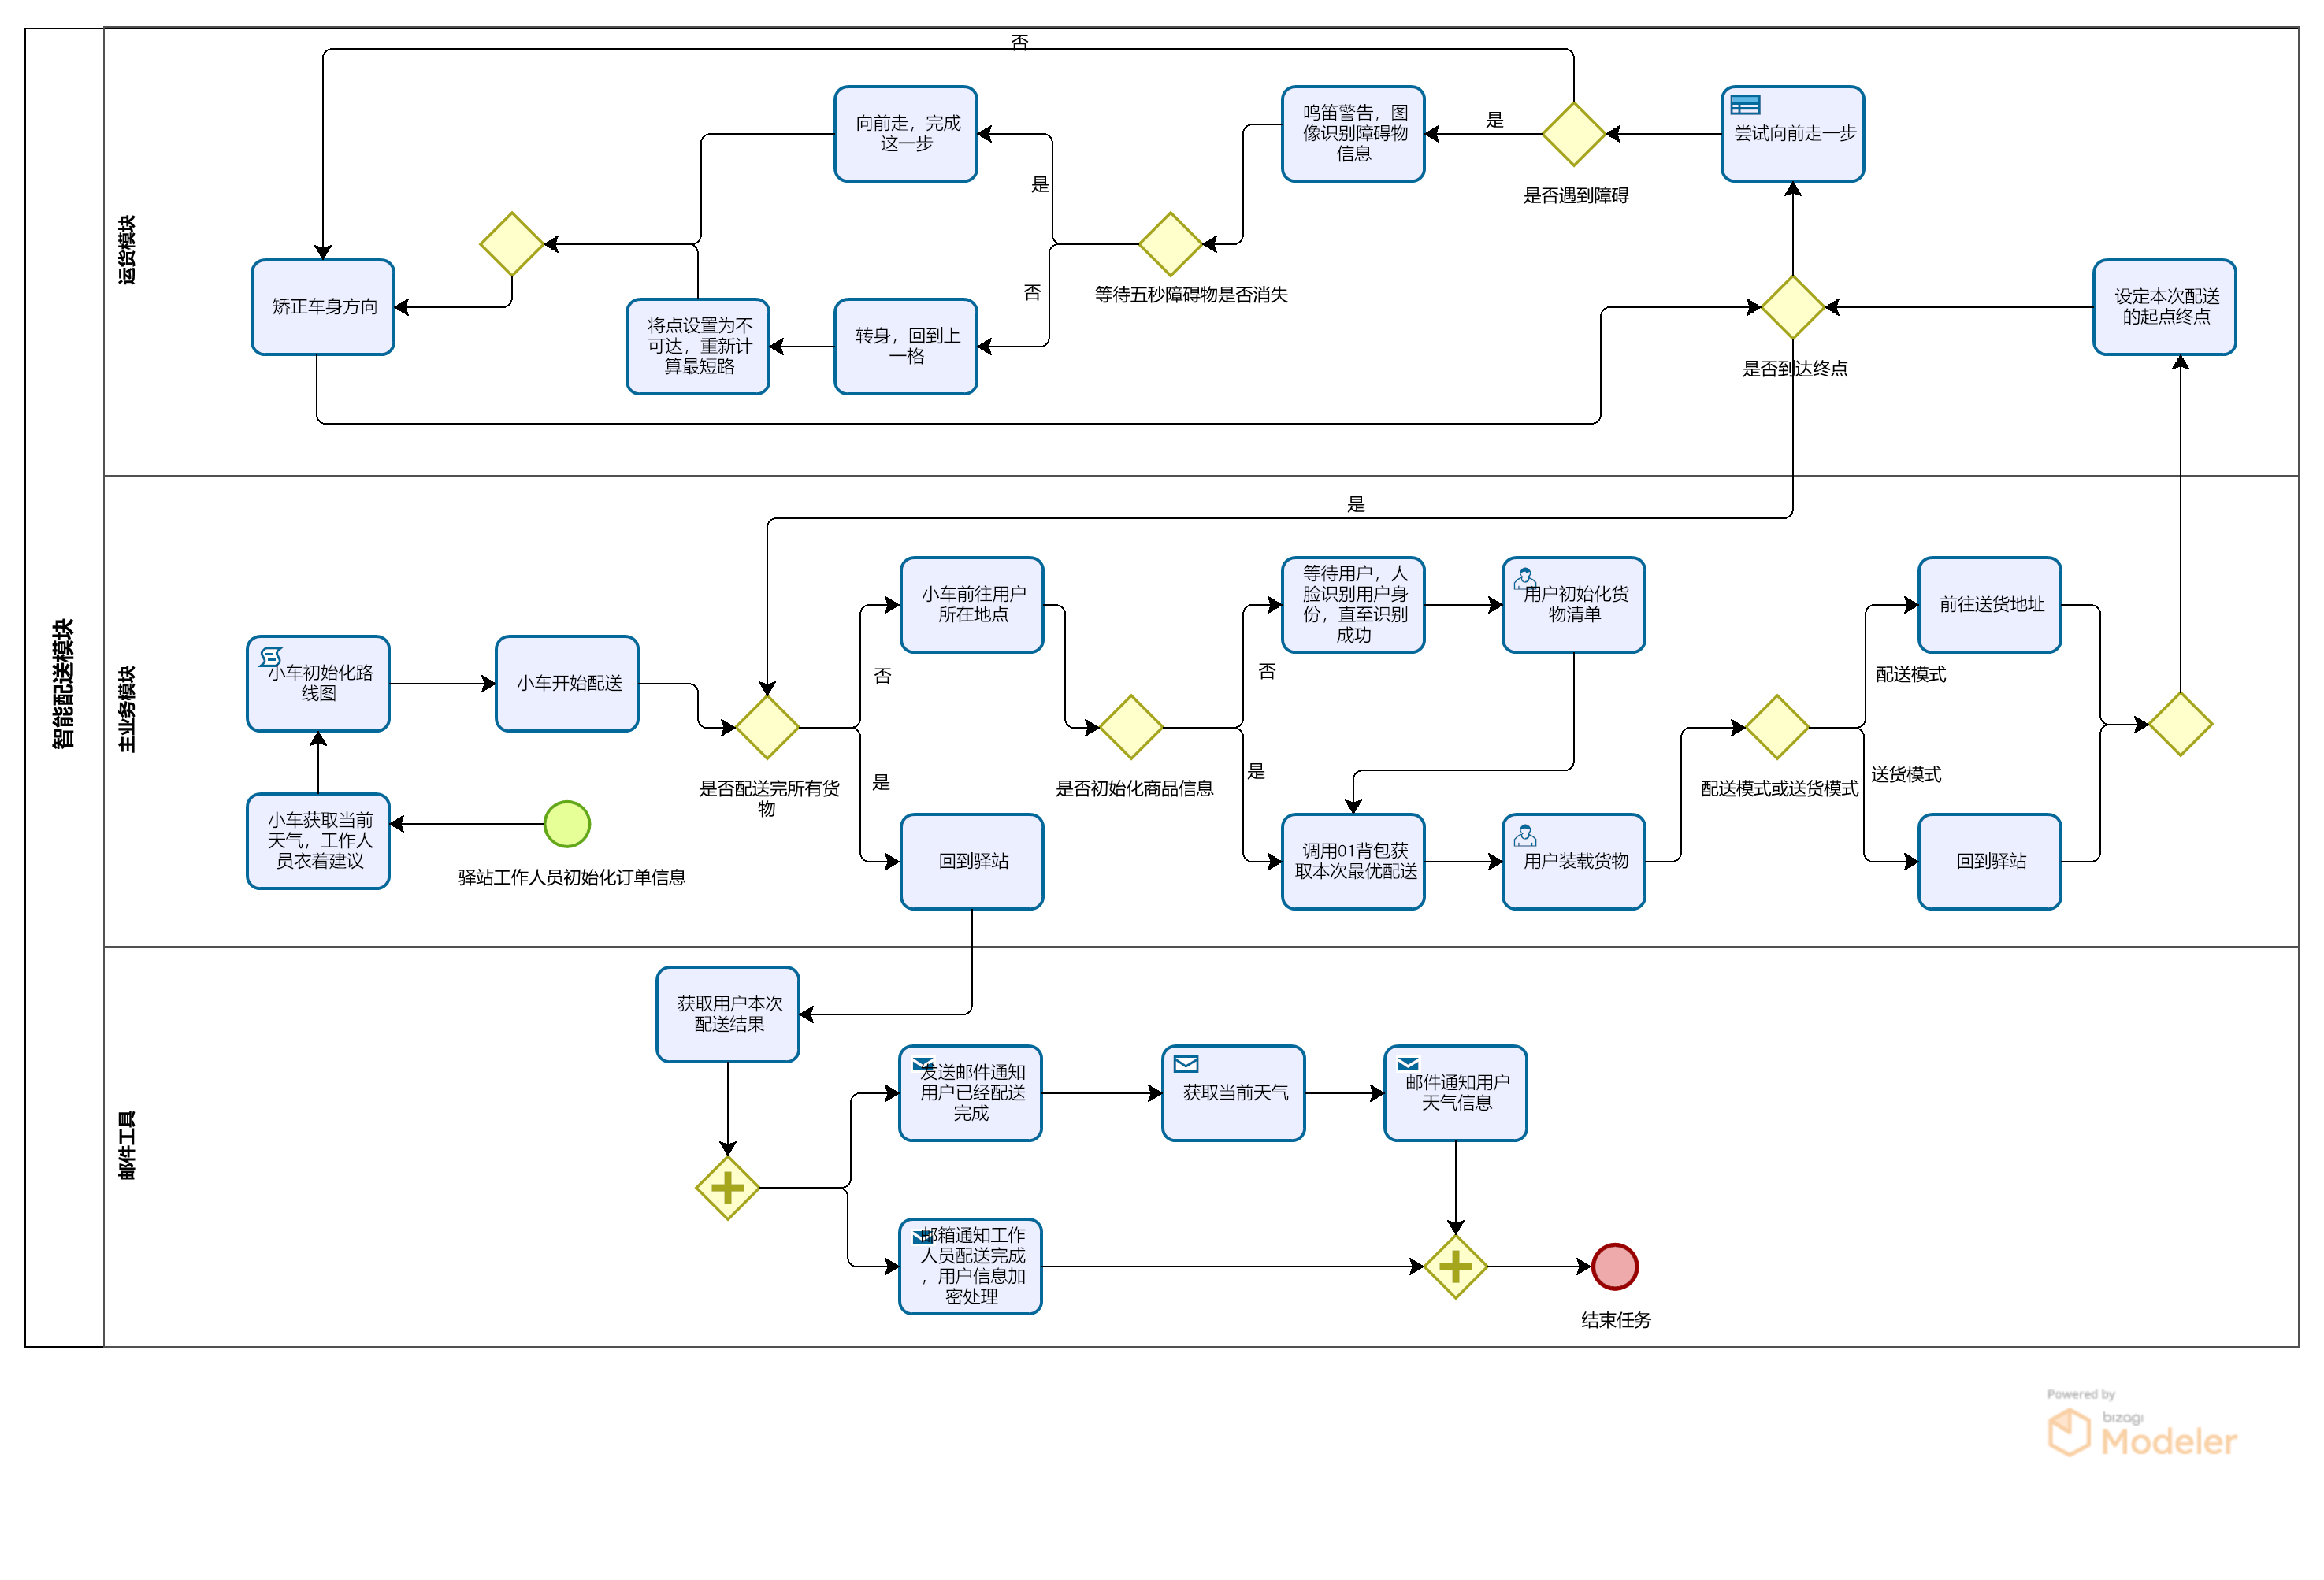 智能配送模块
运货模块
否
向前走，完成
这一步
鸣笛警告，图
像识别障碍物
信息
是
尝试向前走一步
是否遇到障碍
是
等待五秒障碍物是否消失
否
矫正车身方向
将点设置为不
可达，重新计
算最短路
转身，回到上
一格
是否到达终点
设定本次配送
的起点终点
主业务模块
是
小车初始化路
线图
小车开始配送
小车获取当前
天气，工作人
员衣着建议
驿站工作人员初始化订单信息
是否配送完所有货
物
否
是
小车前往用户
所在地点
回到驿站
是否初始化商品信息
否
是
等待用户，人
脸识别用户身
份，直至识别
成功
用户初始化货
物清单
调用01背包获
取本次最优配送
用户装载货物
配送模式或送货模式
配送模式
送货模式
前往送货地址
回到驿站
邮件工具
获取用户本次
配送结果
发送邮件通知
用户已经配送
完成
获取当前天气
邮件通知用户
天气信息
邮箱通知工作
人员配送完成
，用户信息加
密处理
结束任务
Powered by
bizagi
Modeler